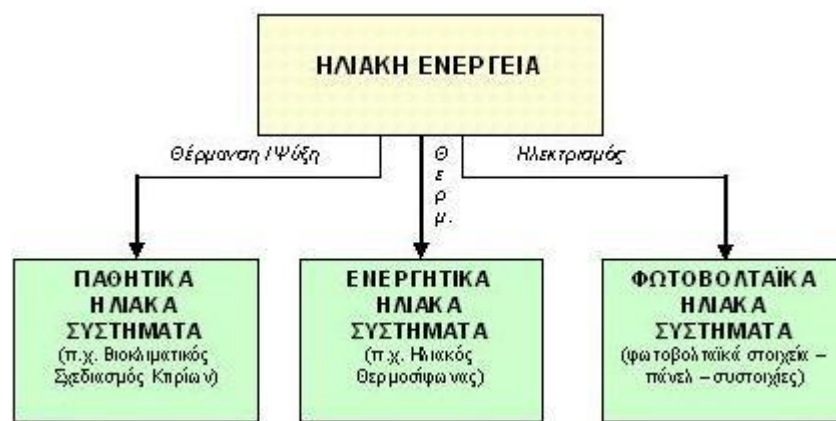 ΗΛΙΑΚΗ ΕΝΕΡΓΕΙΑ
Θέρμανση / Ψύξη
Θερμ.
Ηλεκτρισμός
ΠΑΘΗΤΙΚΑ
ΗΛΙΑΚΑ
ΣΥΣΤΗΜΑΤΑ
(π.χ. Βιοκλιματικός
Σχεδιασμός Κτιρίων)
ΕΝΕΡΓΗΤΙΚΑ
ΗΛΙΑΚΑ
ΣΥΣΤΗΜΑΤΑ
(π.χ. Ηλιακός
Θερμοσίφωνας)
ΦΩΤΟΒΟΛΤΑΪΚΑ
ΗΛΙΑΚΑ
ΣΥΣΤΗΜΑΤΑ
(φωτοβολταϊκά στοιχεία –
πάνελ – συστοιχίες)